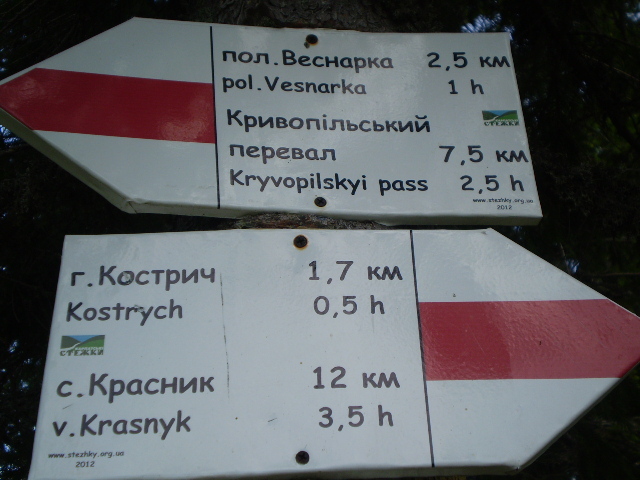 пол.Веснарка 2,5 км
pol.Vesnarka 1 h
Кривопільський
СТЕЖКИ
перевал 7,5 км
Kryvopilskyi pass 2,5 h
www.stezhky.org.ua
2012
г.Кострич 1,7 км
Kostrych 0,5 h
СТЕЖКИ
с.Красник 12 км
v.Krasnyk 3,5 h
www.stezhky.org.ua
2012